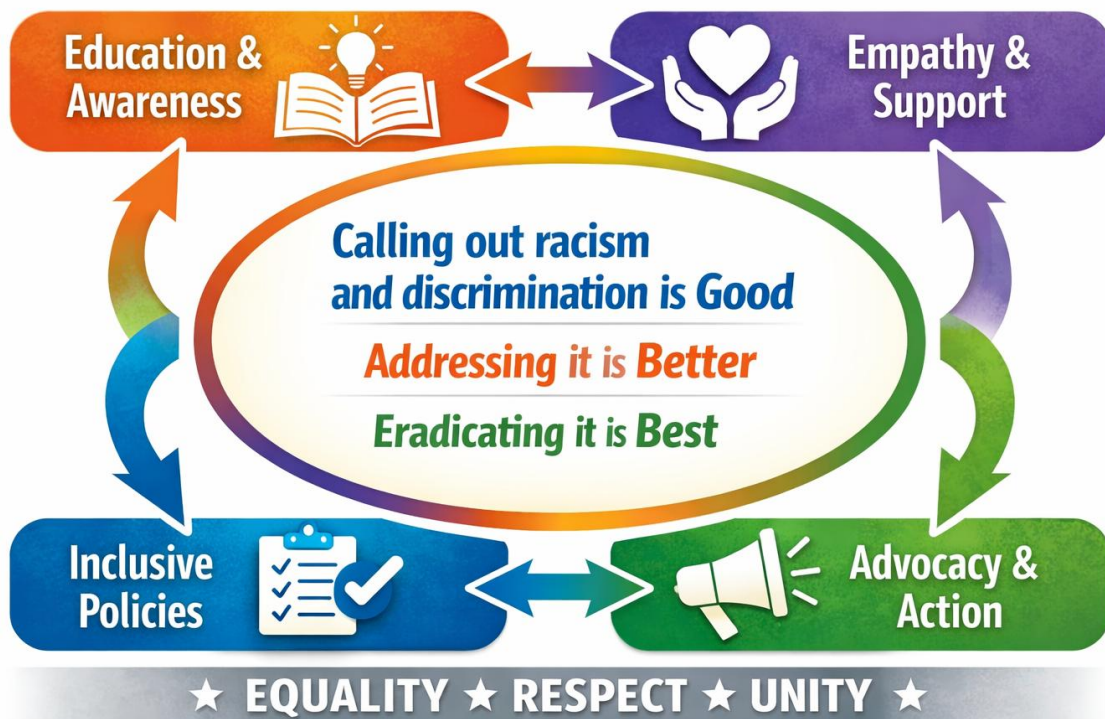 Education &
Awareness
Empathy &
Support
Calling out racism
and discrimination is Good
Addressing it is Better
Eradicating it is Best
Inclusive
Policies
Advocacy &
Action
★ EQUALITY ★ RESPECT ★ UNITY ★